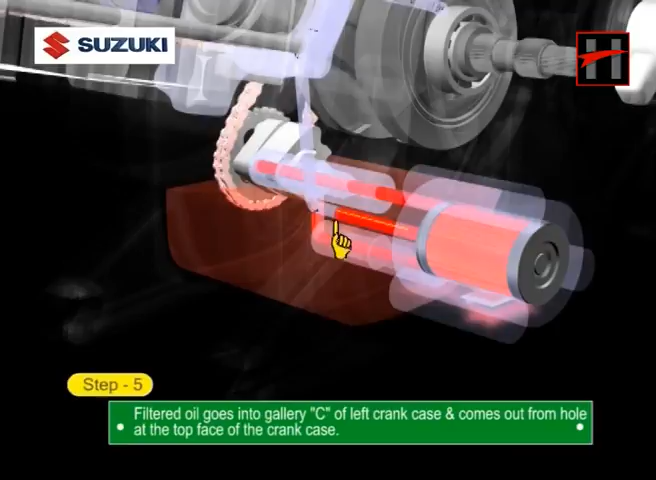 SUZUKI
H
Step - 5
Filtered oil goes into gallery "C" of left crank case & comes out from hole
at the top face of the crank case.